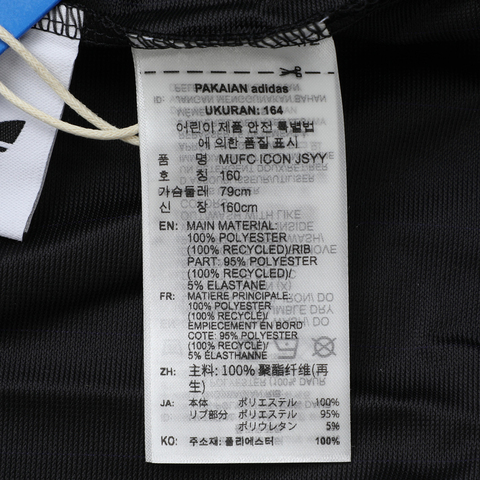 PAKAIAN adidas
UKURAN: 164
어린이 제품 안전 특별법
에 의한 품질 표시
품 명 MUFC ICON JSYY
호 칭 160
가슴둘레 79cm
신 장 160cm
EN: MAIN MATERIAL:
100% POLYESTER
(100% RECYCLED)/RIB
PART: 95% POLYESTER
(100% RECYCLED)/
5% ELASTANE (X)
FR: MATIERE PRINCIPALE:
100% POLYESTER
(100% RECYCLÉ)/
EMPIECEMENT EN BORD
COTE: 95% POLYESTER
(100% RECYCLÉ)/
5% ÉLASTHANNE
ZH: 主料: 100% 聚酯纤维(再
生)
JA: 本体 ポリエステル 100%
リブ部分 ポリエステル 95%
ポリウレタン 5%
KO: 주소재: 폴리에스터 100%